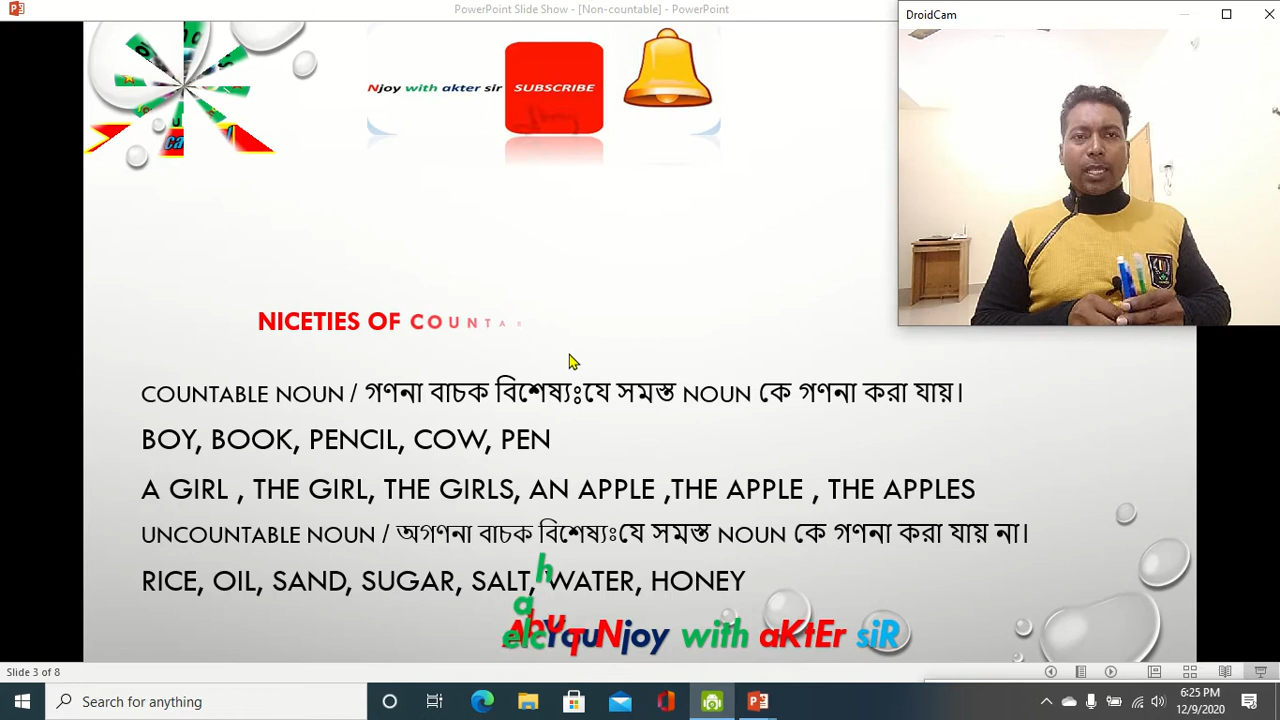 PowerPoint Slide Show - [Non-countable] - PowerPoint
DroidCam
Njoy with akter sir
SUBSCRIBE
NICETIES OF COUNTA
COUNTABLE NOUN / গণনা বাচক বিশেষ্যঃযে সমস্ত NOUN কে গণনা করা যায়।
BOY, BOOK, PENCIL, COW, PEN
A GIRL , THE GIRL, THE GIRLS, AN APPLE ,THE APPLE , THE APPLES
UNCOUNTABLE NOUN / অগণনা বাচক বিশেষ্যঃযে সমস্ত NOUN কে গণনা করা যায় না।
RICE, OIL, SAND, SUGAR, SALT, WATER, HONEY
You Njoy with aKtEr siR
Slide 3 of 8
Search for anything
6:25 PM
12/9/2020